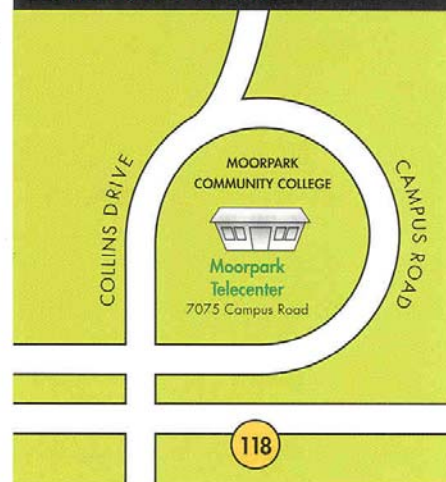 MOORPARK
COMMUNITY COLLEGE
Moorpark
Telecenter
7075 Campus Road
COLLINS DRIVE
CAMPUS ROAD
118